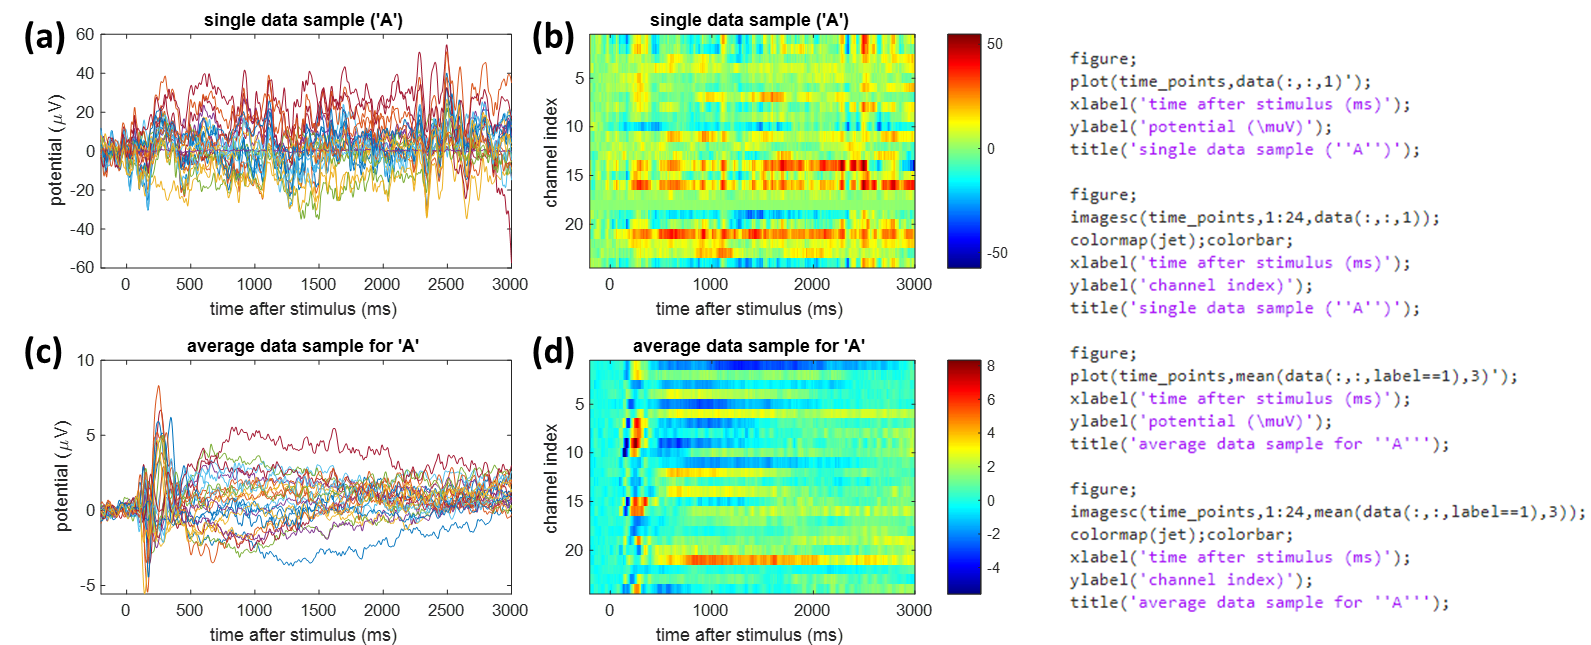 (a)
single data sample ('A')
60
40
20
0
-20
-40
-60
potential (μV)
0 500 1000 1500 2000 2500 3000
time after stimulus (ms)
(b)
single data sample ('A')
5
10
15
20
channel index
0 1000 2000 3000
time after stimulus (ms)
50
0
-50
(c)
average data sample for 'A'
10
5
0
-5
potential (μV)
0 500 1000 1500 2000 2500 3000
time after stimulus (ms)
(d)
average data sample for 'A'
5
10
15
20
channel index
0 1000 2000 3000
time after stimulus (ms)
8
6
4
2
0
-2
-4
figure;
plot(time_points,data(:,:,1)');
xlabel('time after stimulus (ms)');
ylabel('potential (\muV)');
title('single data sample (''A'')');
figure;
imagesc(time_points,1:24,data(:,:,1));
colormap(jet);colorbar;
xlabel('time after stimulus (ms)');
ylabel('channel index)');
title('single data sample (''A'')');
figure;
plot(time_points,mean(data(:,:,label==1),3)');
xlabel('time after stimulus (ms)');
ylabel('potential (\muV)');
title('average data sample for ''A''');
figure;
imagesc(time_points,1:24,mean(data(:,:,label==1),3));
colormap(jet);colorbar;
xlabel('time after stimulus (ms)');
ylabel('channel index)');
title('average data sample for ''A''');